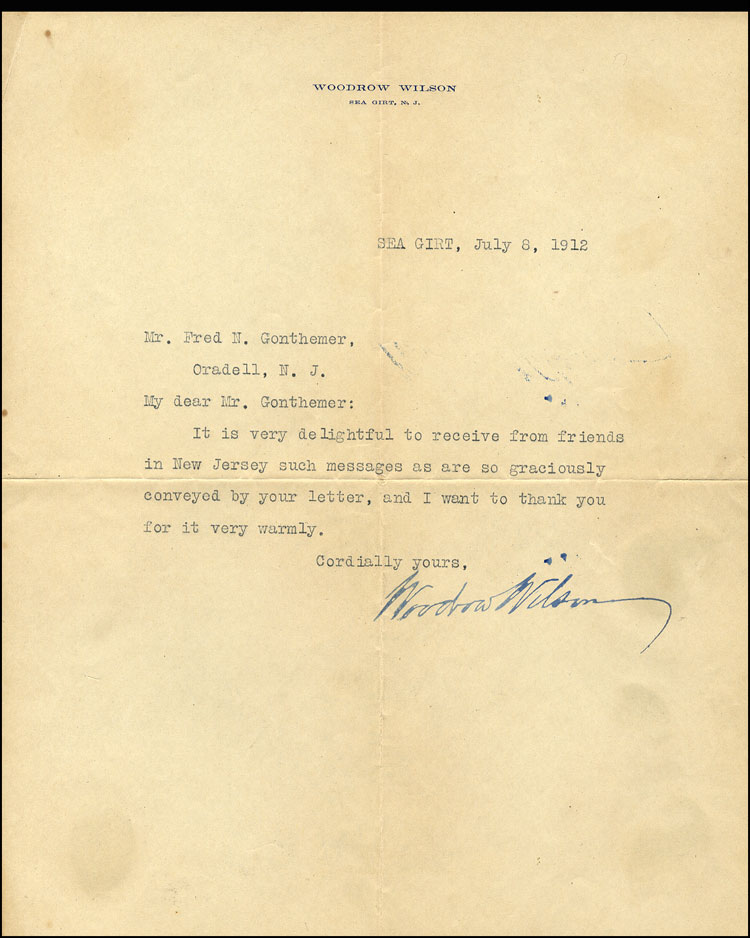 WOODROW WILSON
SEA GIRT, N. J.
SEA GIRT, July 8, 1912
Mr. Fred N. Gonthemer,
Oradell, N. J.
My dear Mr. Gonthemer:
It is very delightful to receive from friends
in New Jersey such messages as are so graciously
conveyed by your letter, and I want to thank you
for it very warmly.
Cordially yours,
Woodrow Wilson